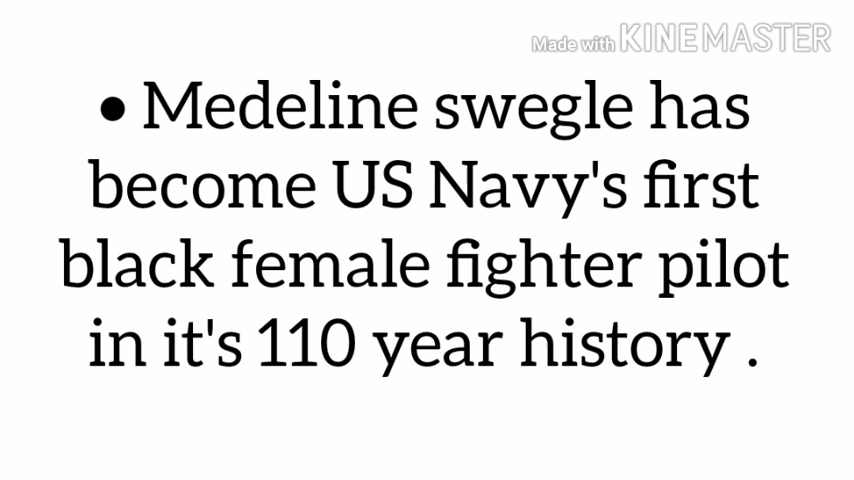 Made with KINEMASTER
• Medeline swegle has
become US Navy's first
black female fighter pilot
in it's 110 year history .